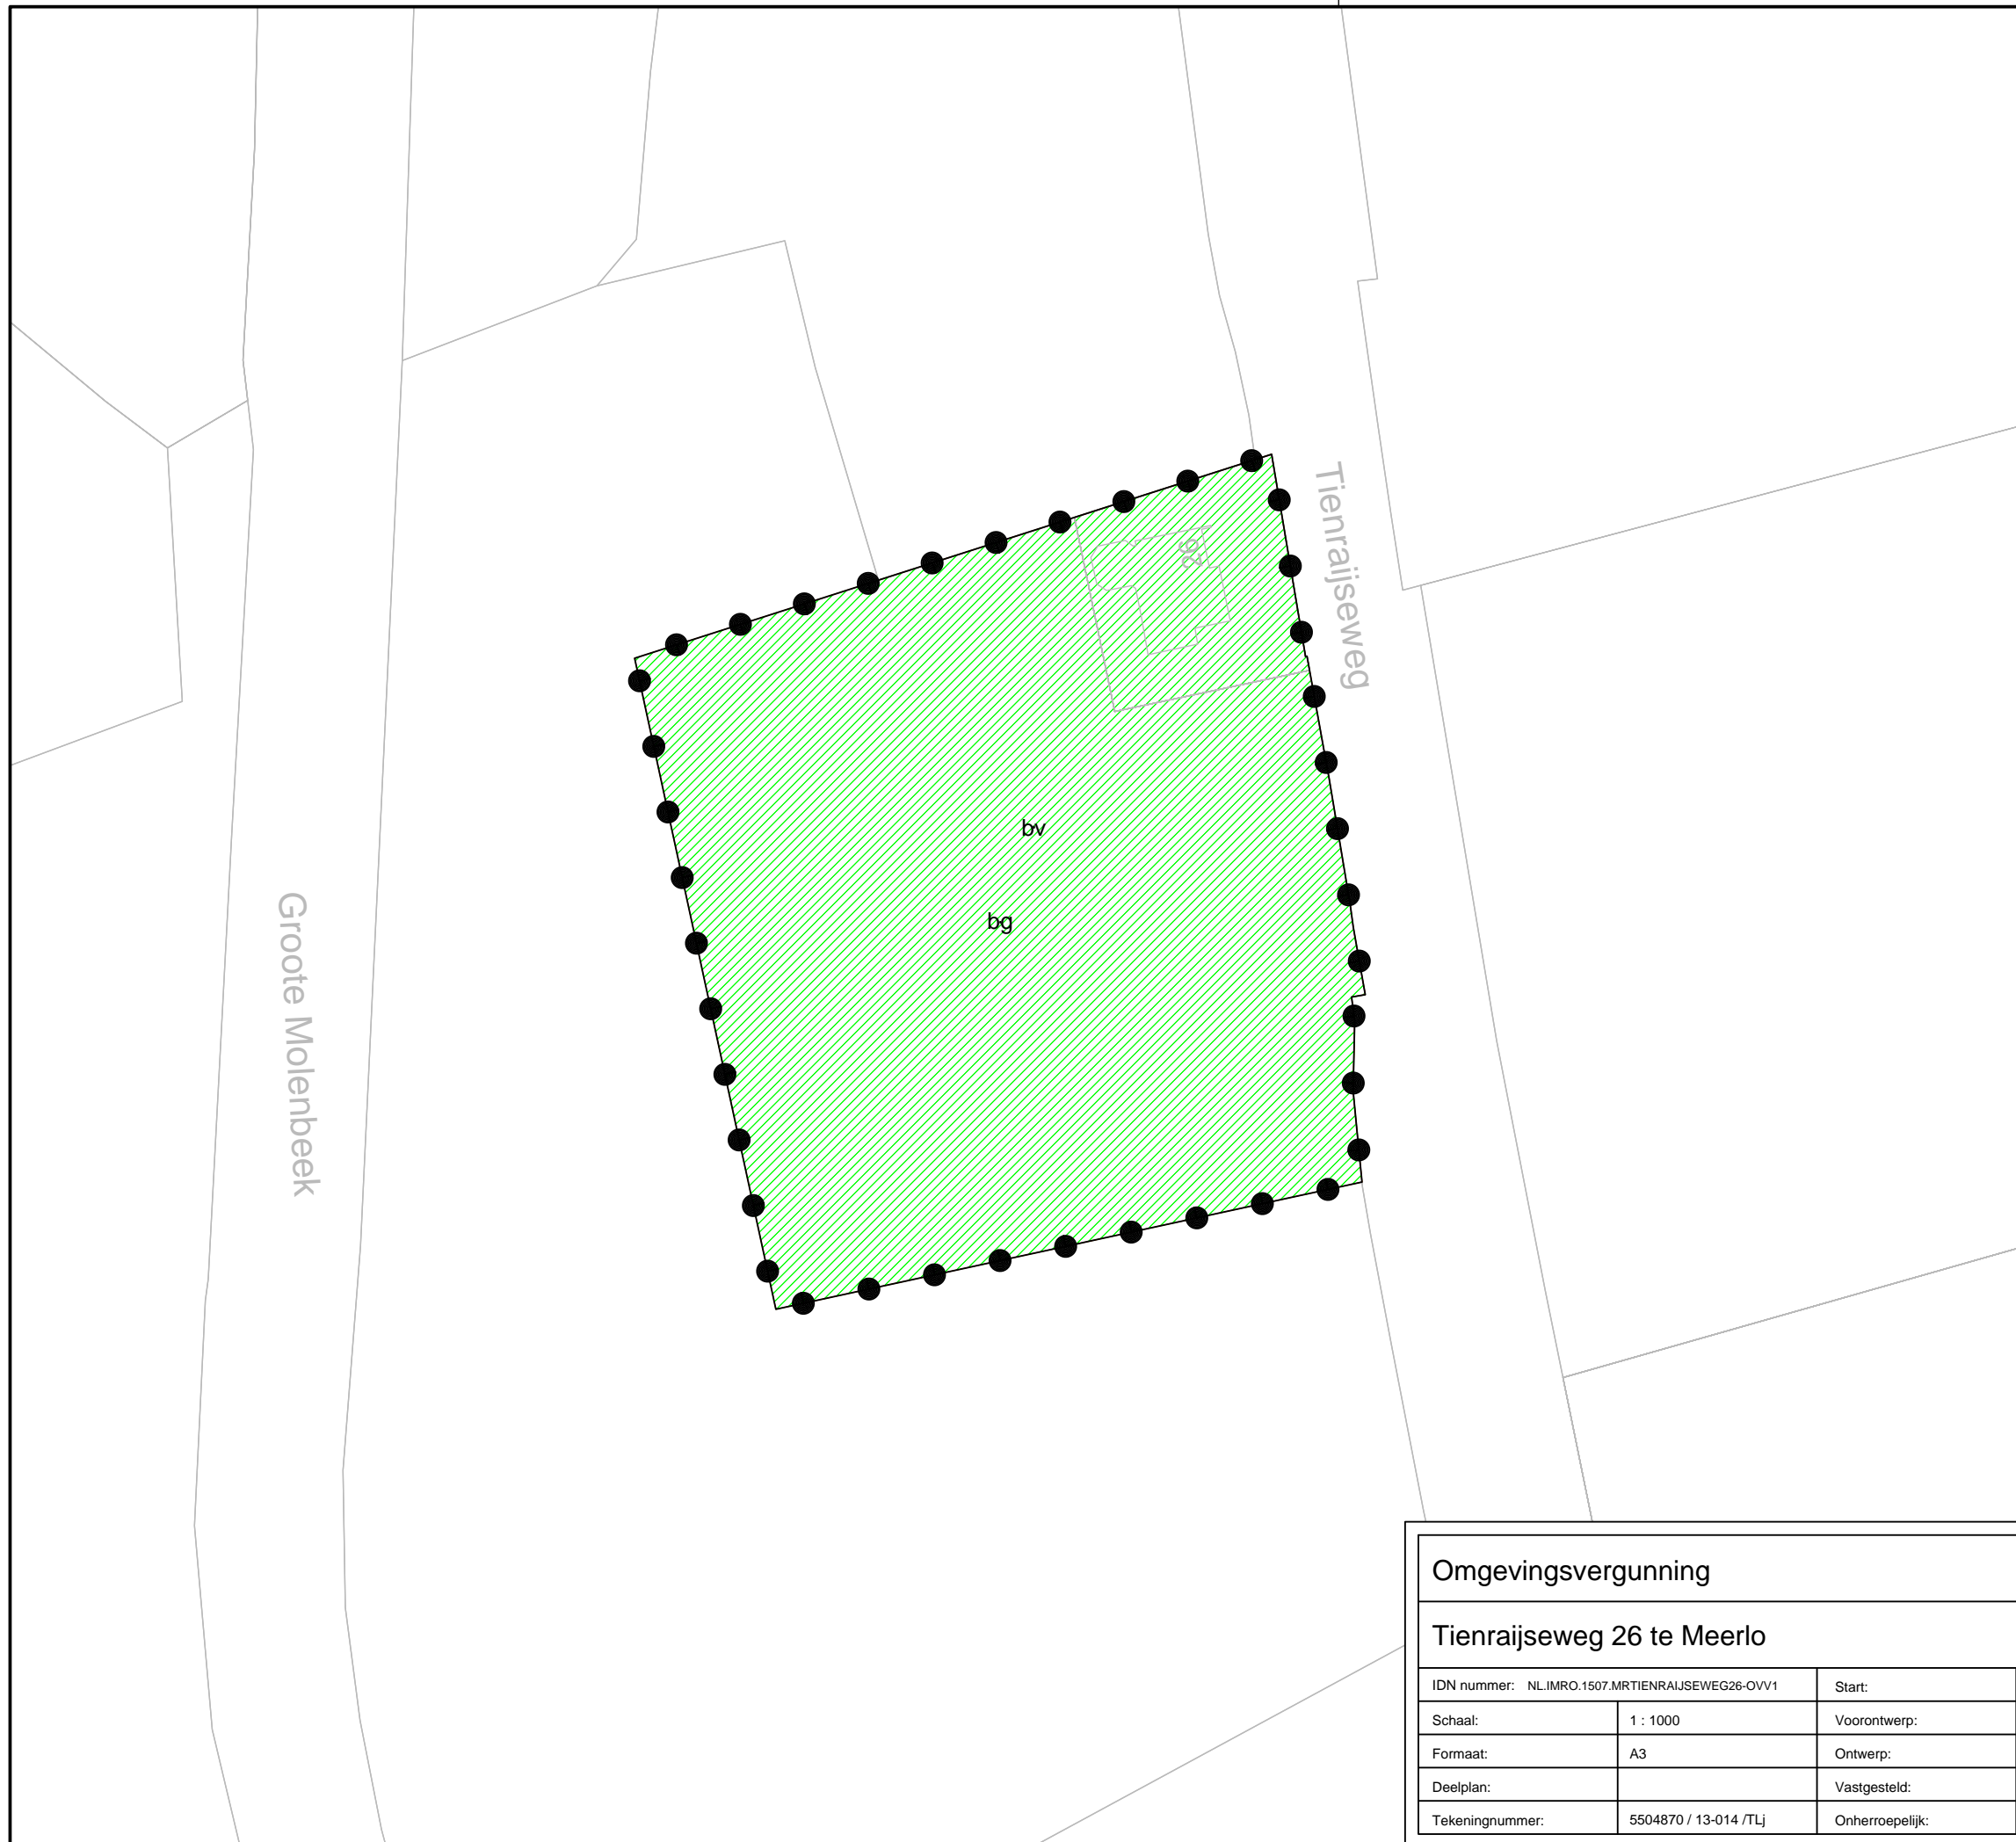 Tienraijseweg
26
bv
bg
Groote Molenbeek
Omgevingsvergunning
Tienraijseweg 26 te Meerlo
IDN nummer: NL.IMRO.1507.MRTIENRAIJSEWEG26-OVV1 Start:
Schaal: 1 : 1000 Voorontwerp:
Formaat: A3 Ontwerp:
Deelplan: Vastgesteld:
Tekeningnummer: 5504870 / 13-014 /TLj Onherroepelijk: